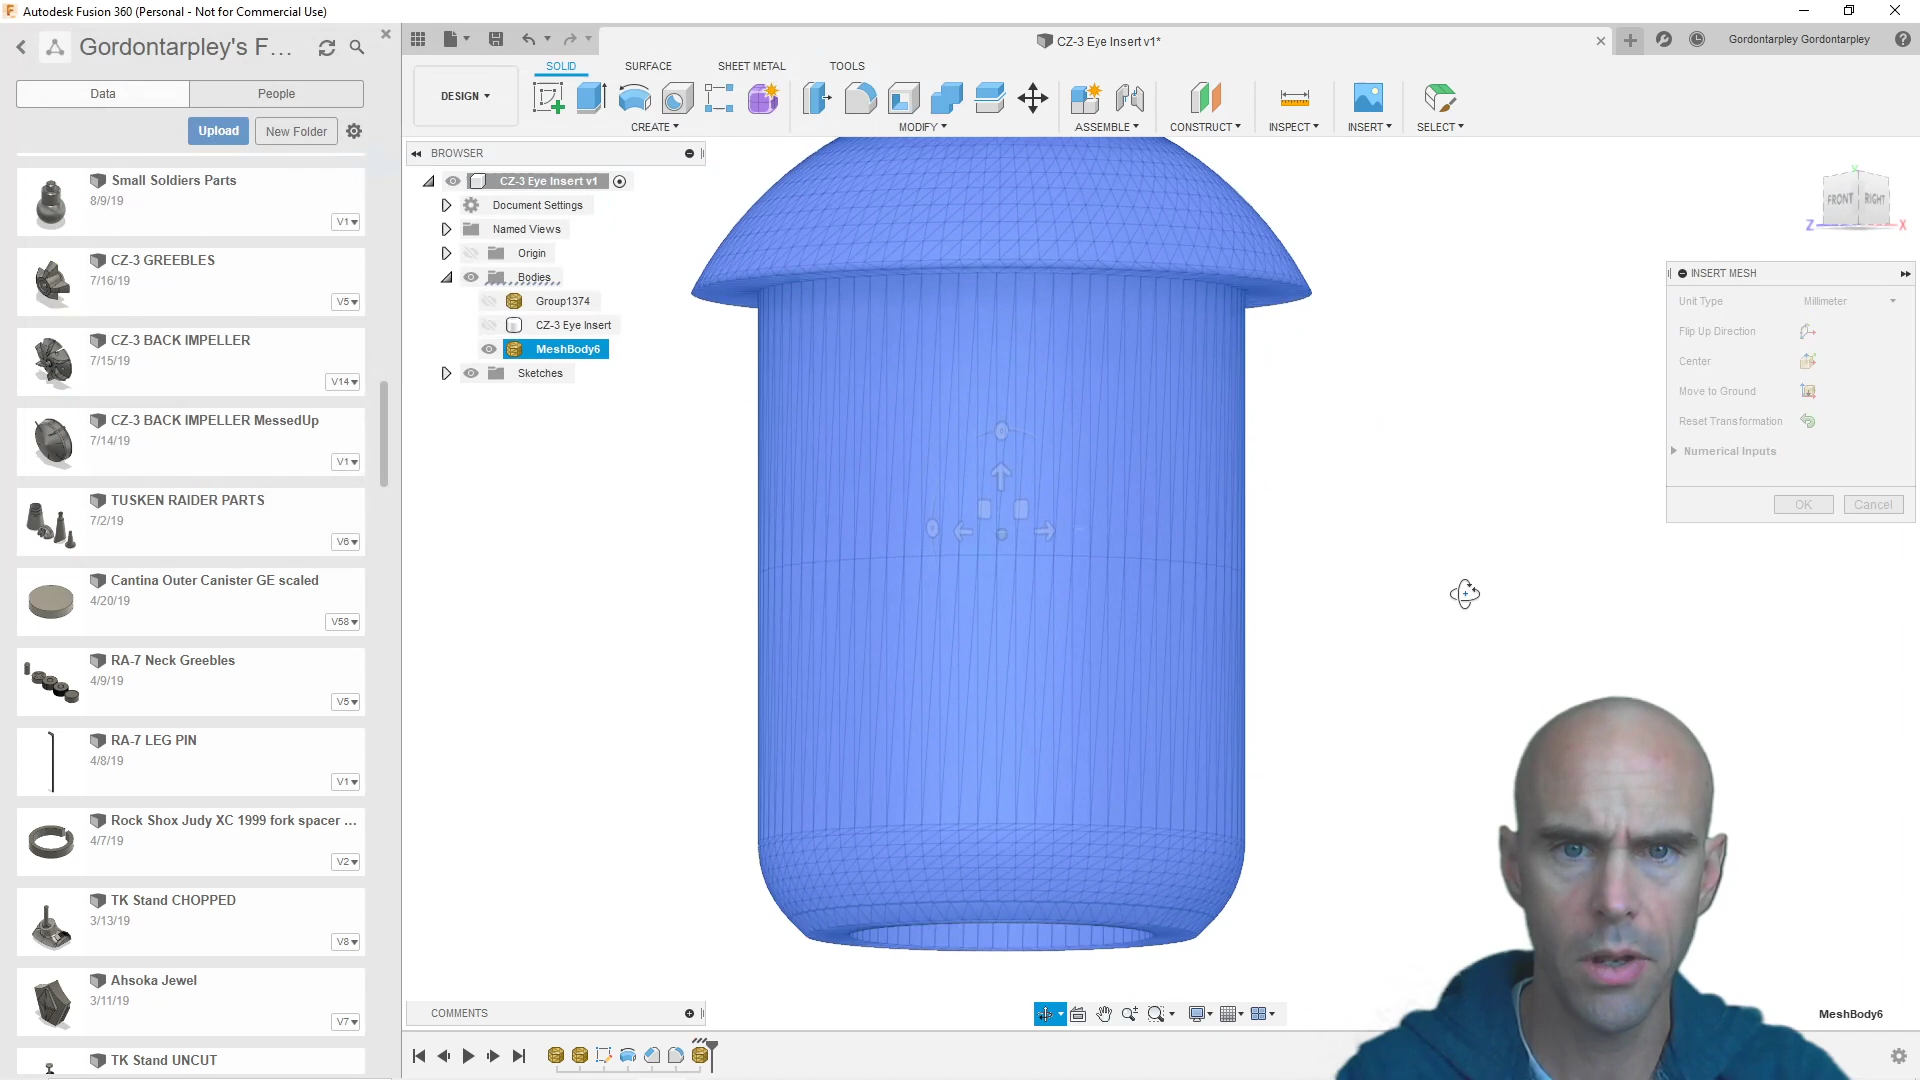 Autodesk Fusion 360 (Personal - Not for Commercial Use)
Gordontarpley's F...
CZ-3 Eye Insert v1*
Gordontarpley Gordontarpley
Data
People
Upload
New Folder
DESIGN
SOLID
SURFACE
SHEET METAL
TOOLS
CREATE
MODIFY
ASSEMBLE
CONSTRUCT
INSPECT
INSERT
SELECT
Small Soldiers Parts
8/9/19
V1
CZ-3 GREEBLES
7/16/19
V5
CZ-3 BACK IMPELLER
7/15/19
V14
CZ-3 BACK IMPELLER MessedUp
7/14/19
V1
TUSKEN RAIDER PARTS
7/2/19
V6
Cantina Outer Canister GE scaled
4/20/19
V58
RA-7 Neck Greebles
4/9/19
V5
RA-7 LEG PIN
4/8/19
V1
Rock Shox Judy XC 1999 fork spacer ...
4/7/19
V2
TK Stand CHOPPED
3/13/19
V8
Ahsoka Jewel
3/11/19
V7
TK Stand UNCUT
BROWSER
CZ-3 Eye Insert v1
Document Settings
Named Views
Origin
Bodies
Group1374
CZ-3 Eye Insert
MeshBody6
Sketches
FRONT
RIGHT
Y
Z
X
INSERT MESH
Unit Type
Millimeter
Flip Up Direction
Center
Move to Ground
Reset Transformation
Numerical Inputs
OK
Cancel
COMMENTS
MeshBody6